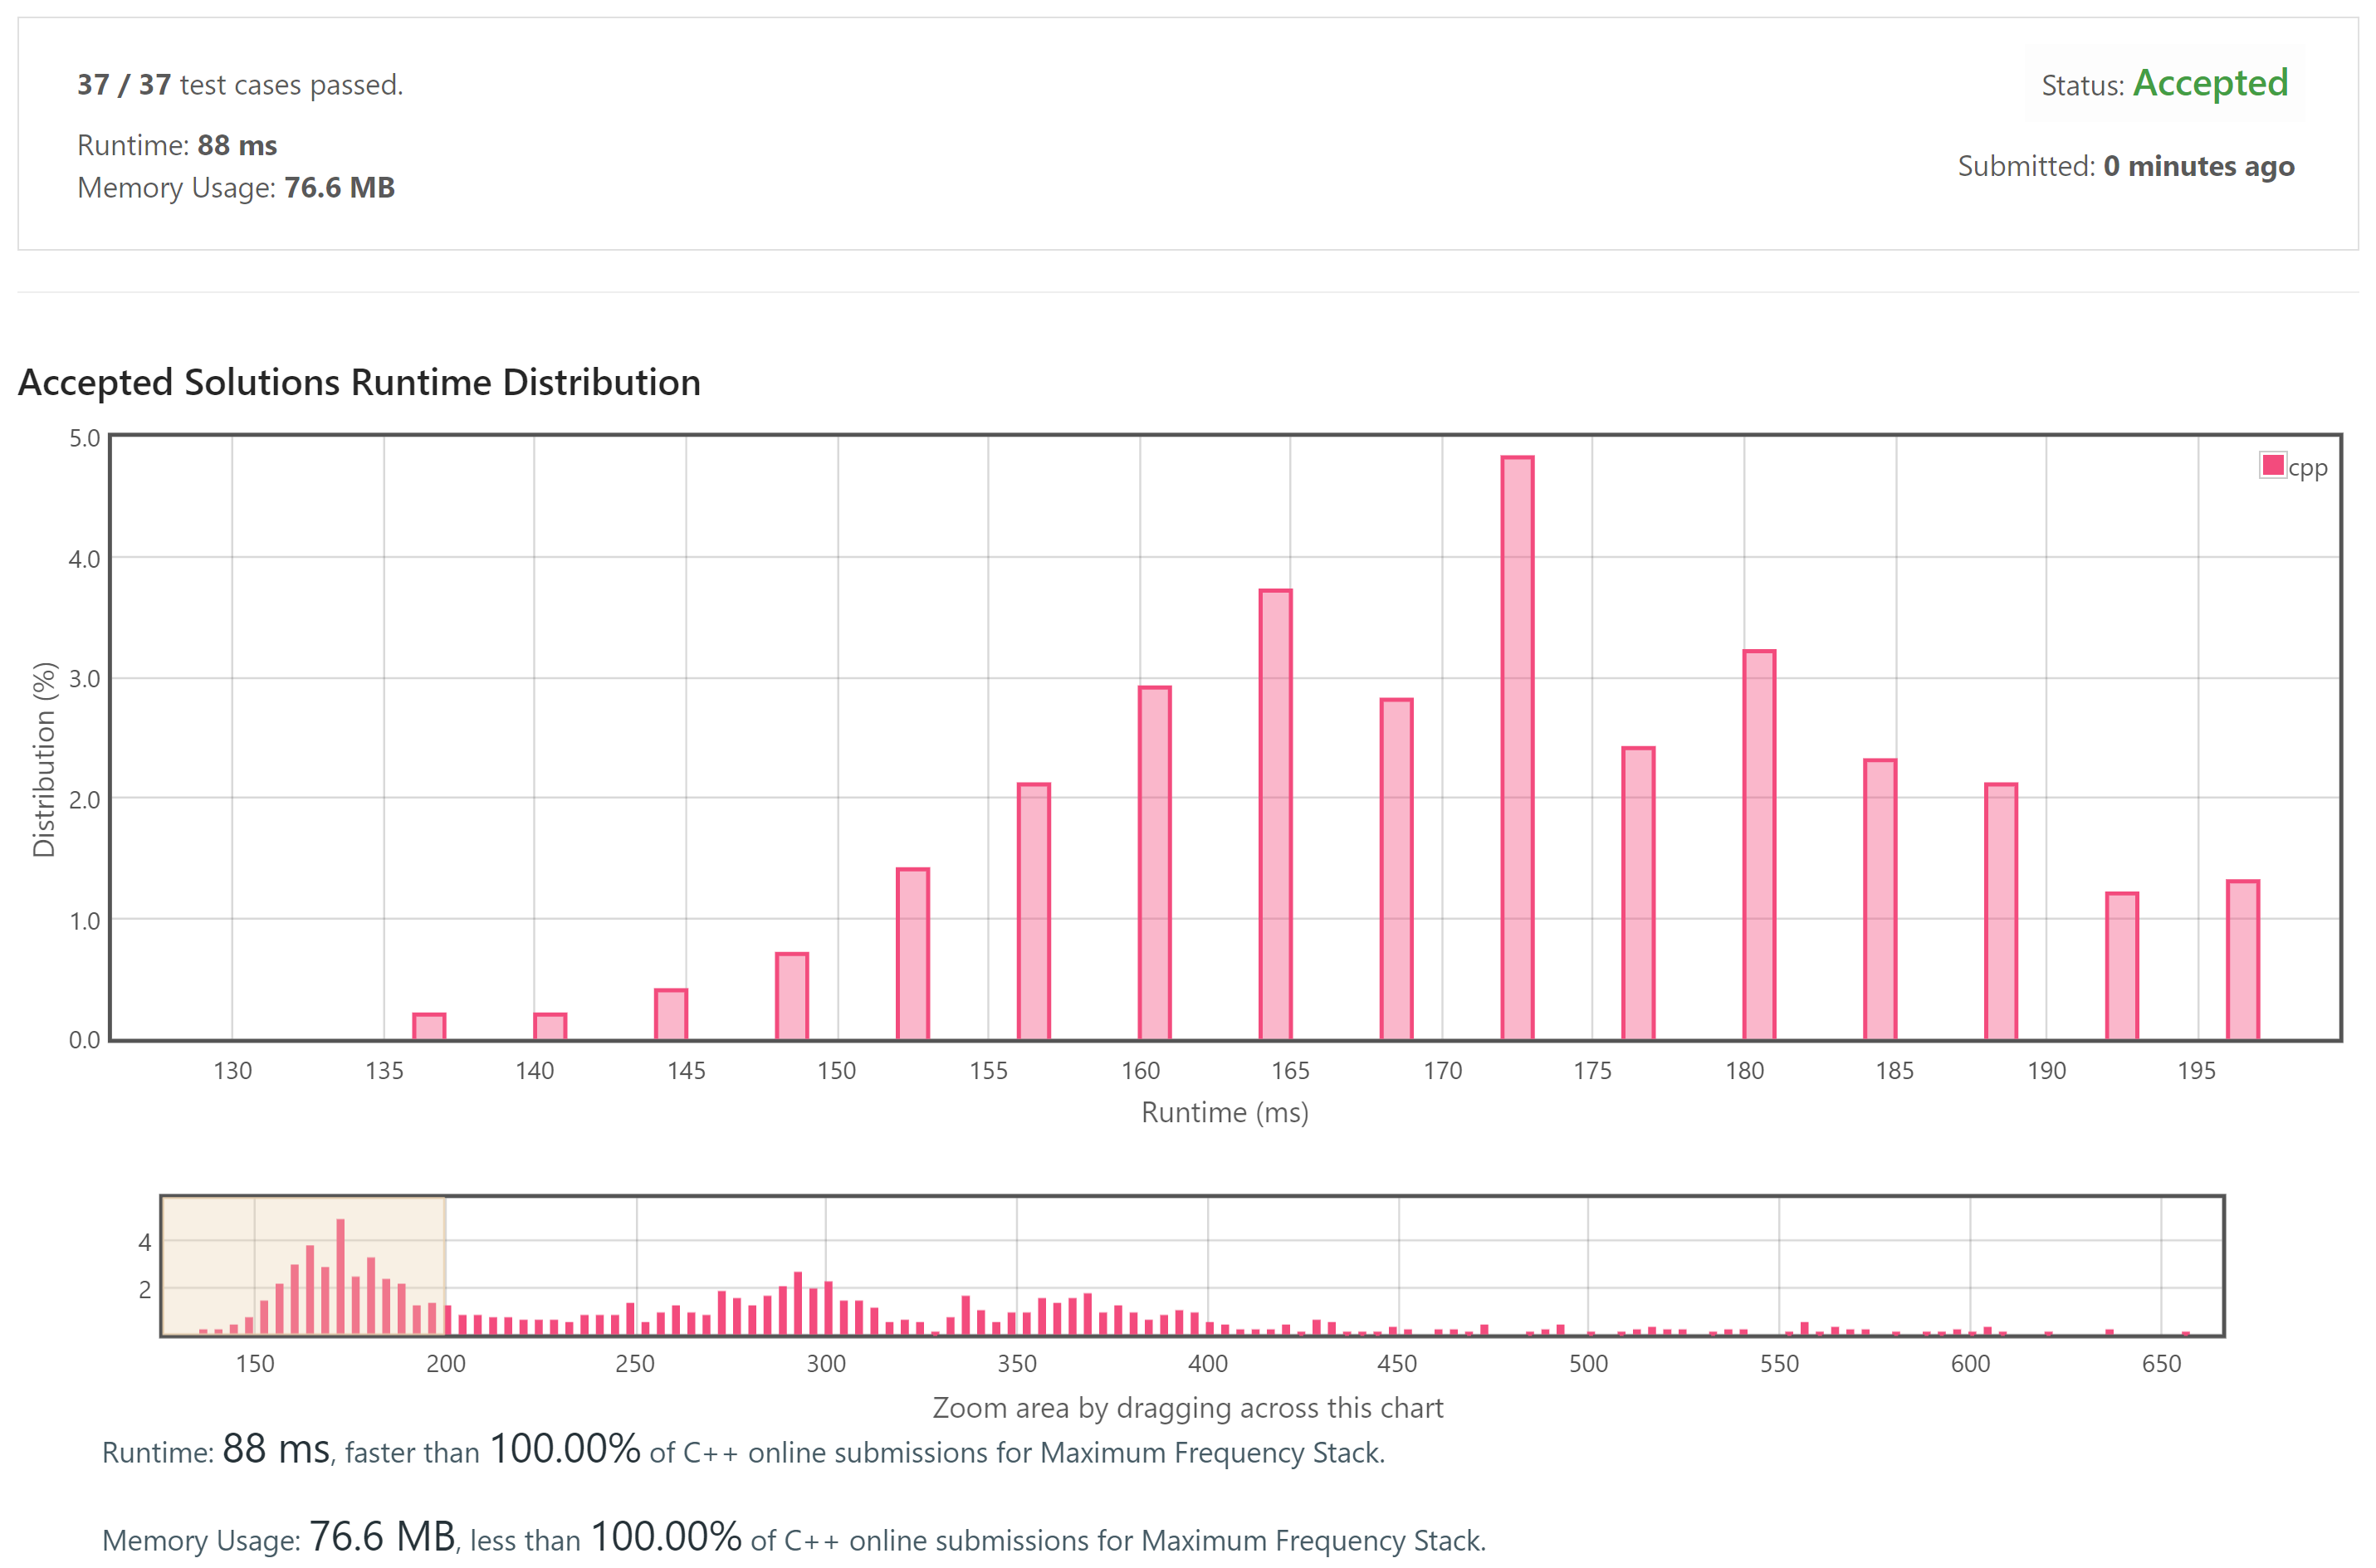 37 / 37 test cases passed.
Status: Accepted
Runtime: 88 ms
Submitted: 0 minutes ago
Memory Usage: 76.6 MB
Accepted Solutions Runtime Distribution
5.0
4.0
3.0
2.0
1.0
0.0
Distribution (%)
cpp
130 135 140 145 150 155 160 165 170 175 180 185 190 195
Runtime (ms)
4
2
150 200 250 300 350 400 450 500 550 600 650
Zoom area by dragging across this chart
Runtime: 88 ms, faster than 100.00% of C++ online submissions for Maximum Frequency Stack.
Memory Usage: 76.6 MB, less than 100.00% of C++ online submissions for Maximum Frequency Stack.